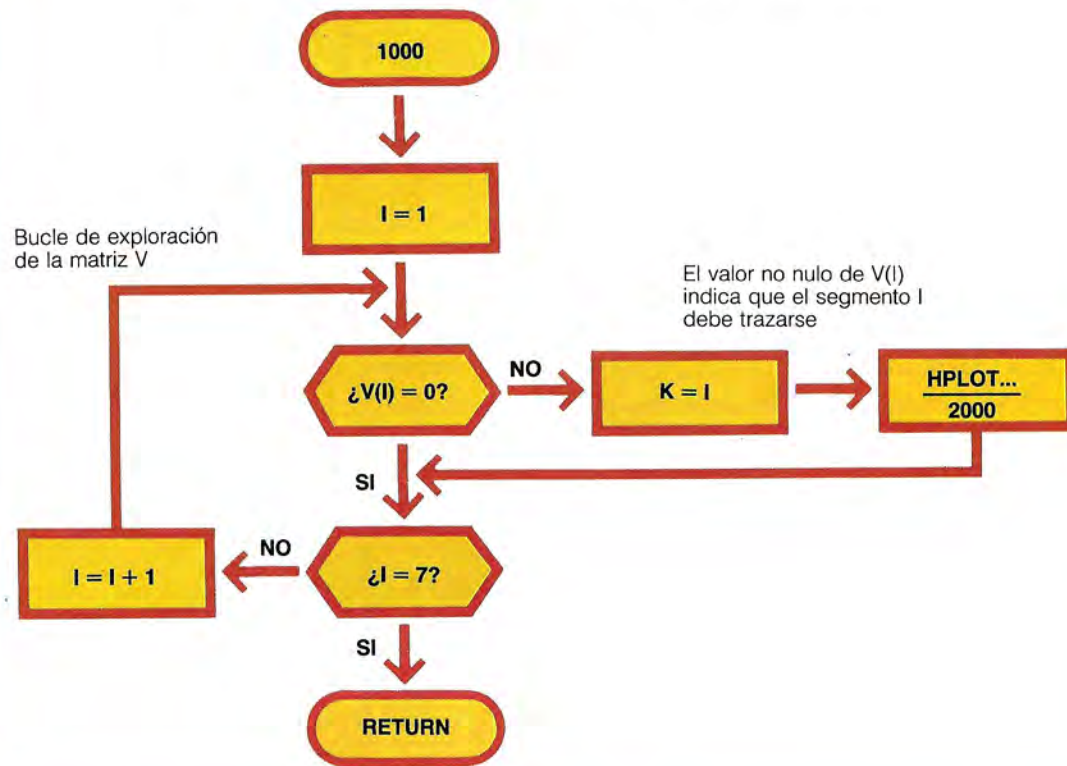 1000
I = 1
Bucle de exploración
de la matriz V
El valor no nulo de V(I)
indica que el segmento I
debe trazarse
¿V(I) = 0?
NO
K = I
HPLOT...
2000
SI
¿I = 7?
NO
I = I + 1
SI
RETURN